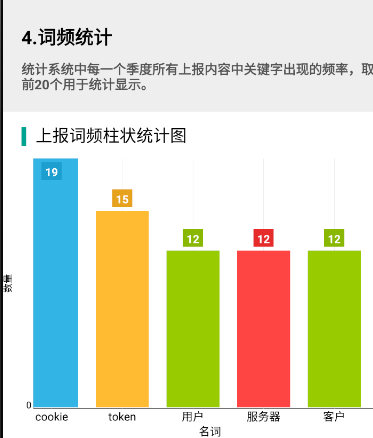 4.词频统计
统计系统中每一个季度所有上报内容中关键字出现的频率，取
前20个用于统计显示。
上报词频柱状统计图
19
15
12
12
12
数量
0
cookie
token
用户
服务器
客户
名词